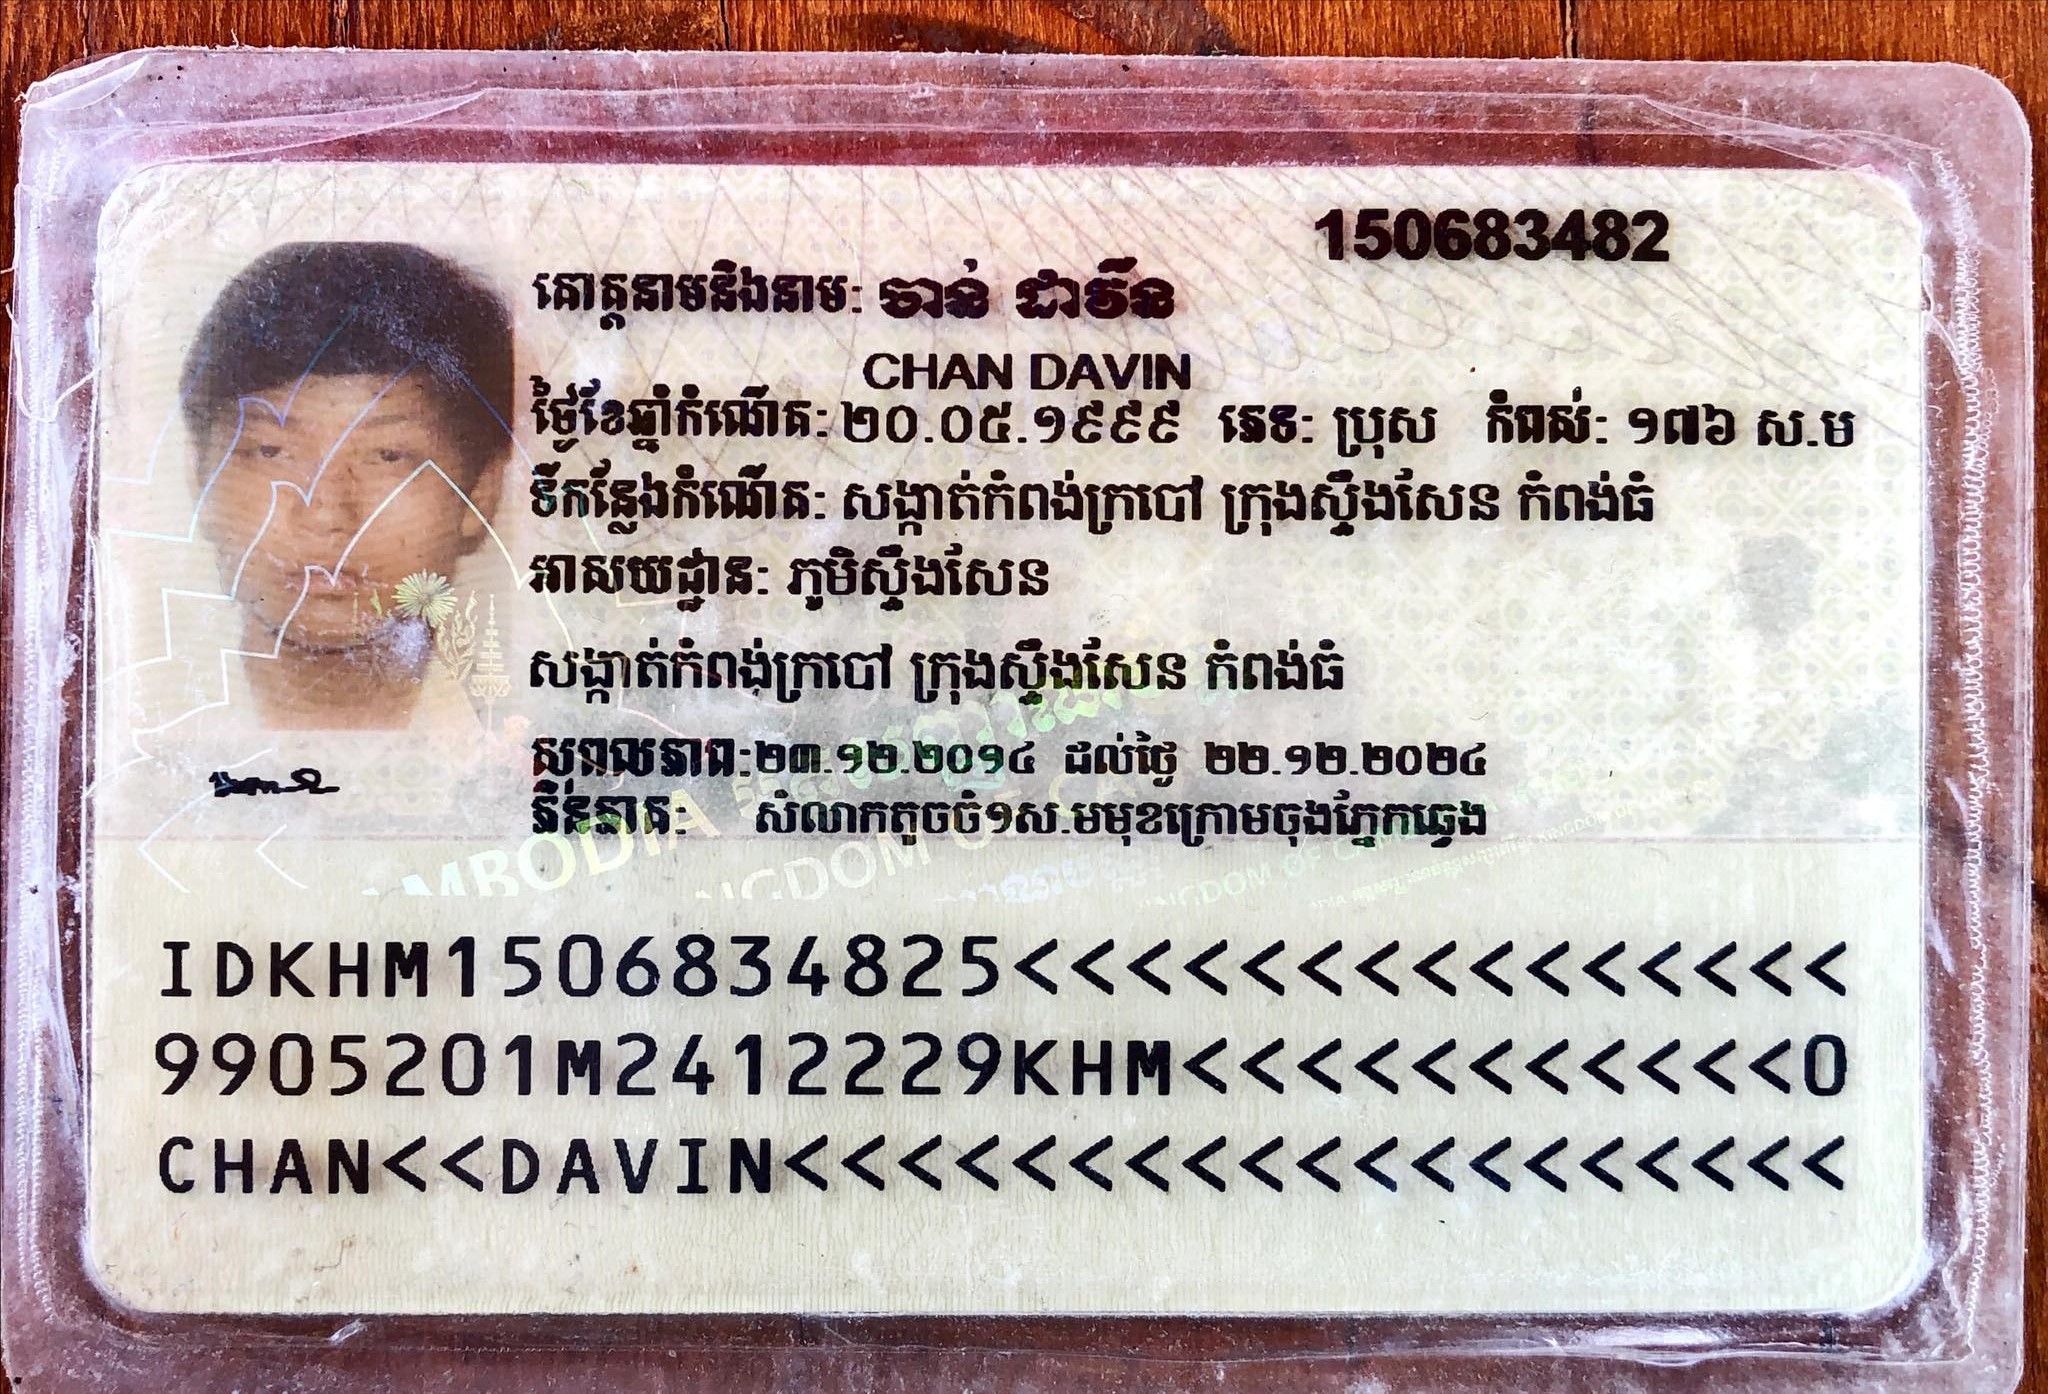 150683482
គោត្តនាមនិងនាម: ចាន់ ដាវីន
CHAN DAVIN
ថ្ងៃខែឆ្នាំកំណើត: ២០.០៥.១៩៩៩ ភេទ: ប្រុស កំពស់: ១៧៦ ស.ម
ទីកន្លែងកំណើត: សង្កាត់កំពង់ក្របៅ ក្រុងស្ទឹងសែន កំពង់ធំ
អាសយដ្ឋាន: ភូមិស្ទឹងសែន
សង្កាត់កំពង់ក្របៅ ក្រុងស្ទឹងសែន កំពង់ធំ
សុពលភាព: ២៣.១២.២០១៤ ដល់ថ្ងៃ ២២.១២.២០២៤
ភិនភាគ: សំលាកតូចចំ១ស.មមុខក្រោមចុងភ្នែកឆ្វេង
IDKHM1506834825<<<<<<<<<<<<<<<
9905201M2412229KHM<<<<<<<<<<<0
CHAN<<DAVIN<<<<<<<<<<<<<<<<<<<